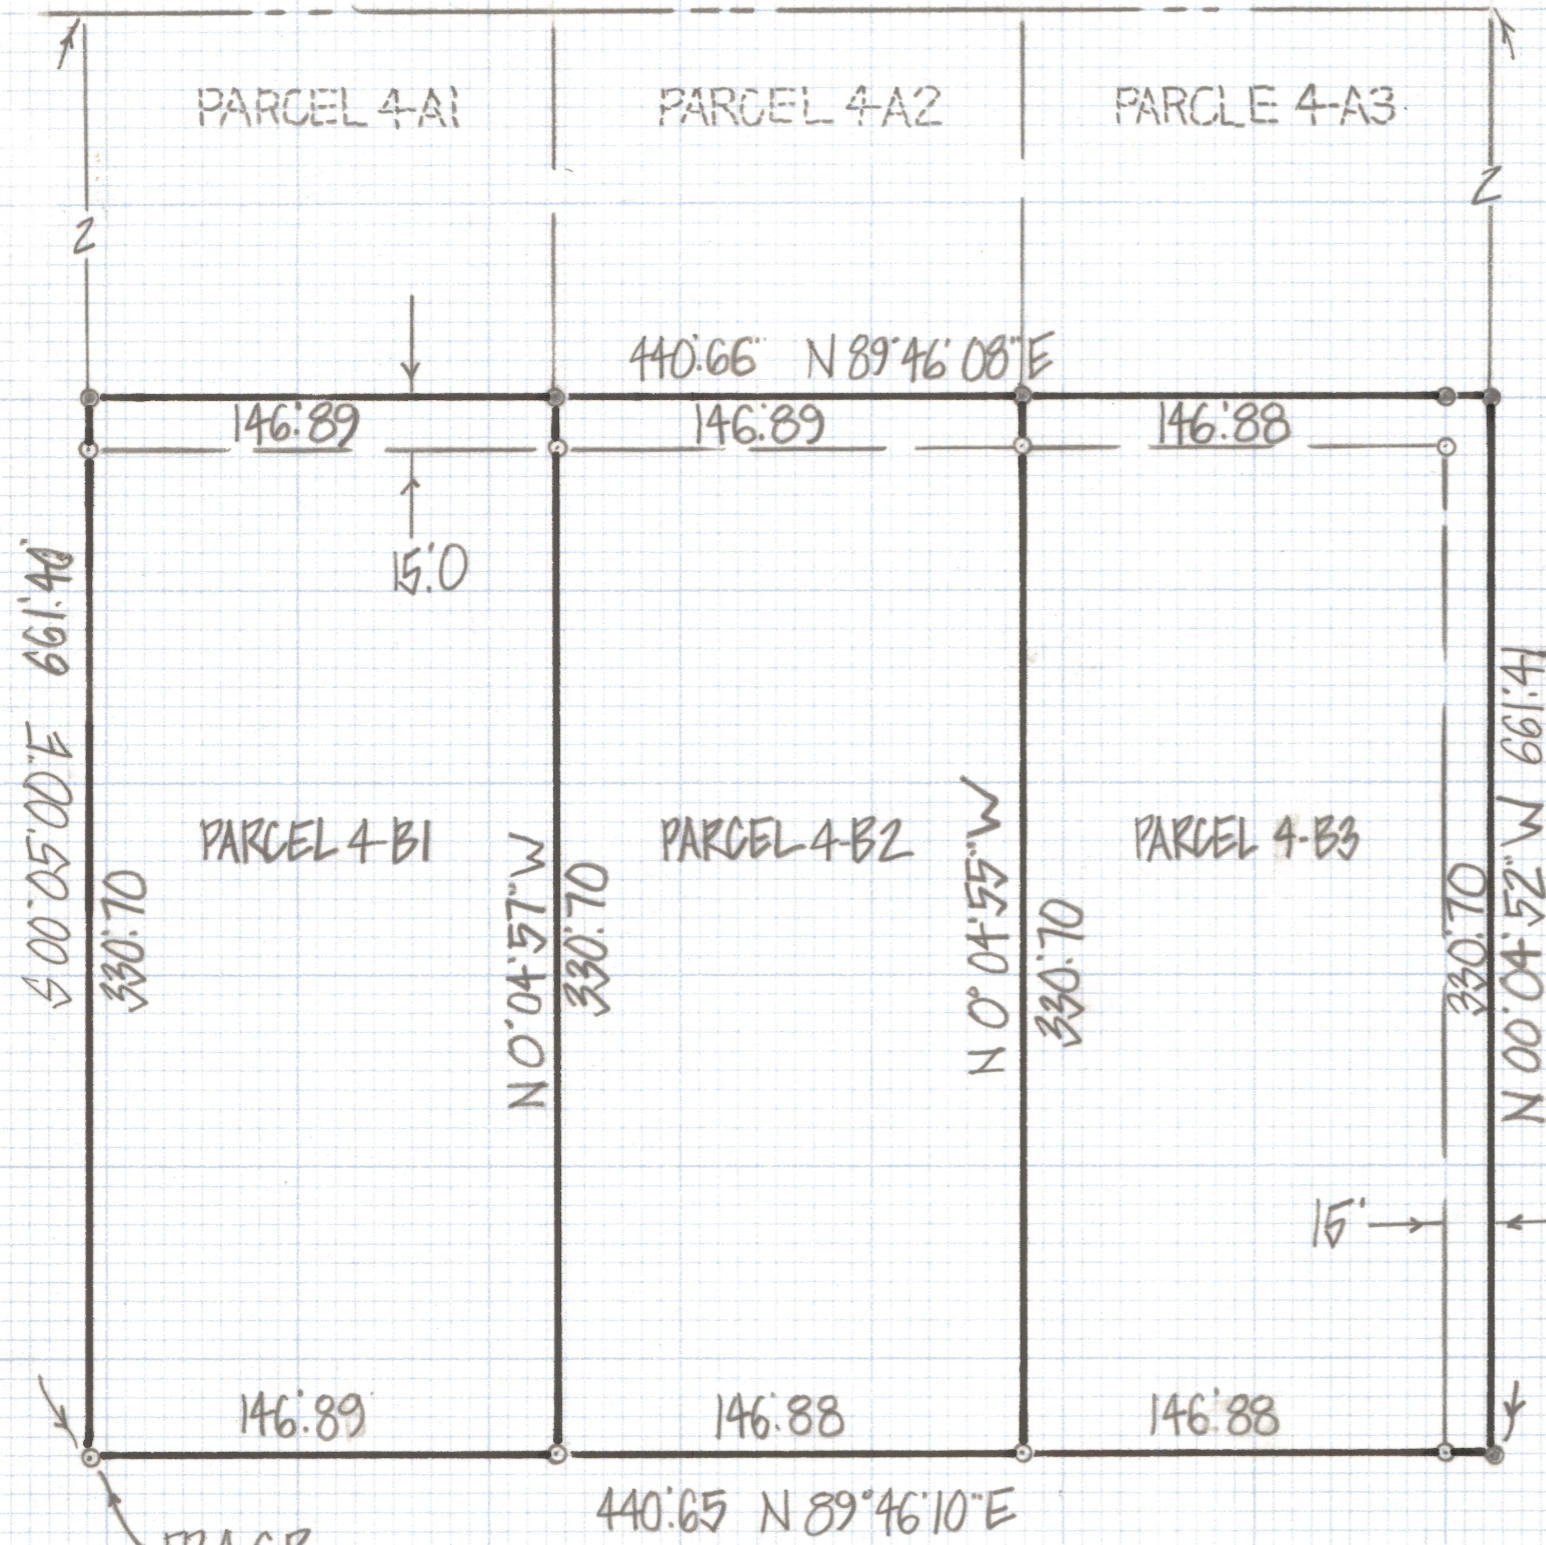 PARCEL 4-A1
PARCEL 4-A2
PARCLE 4-A3
2
2
440.'66" N 89°46'08"E
146.'89
146.'89
146.'88
15.'0
S 00°05'00"E 661.'40
330.'70
PARCEL 4-B1
N 0°04'57"W
330.'70
PARCEL 4-B2
N 0°04'55"W
330.'70
PARCEL 4-B3
330.'70
N 00°04'52"W 661.'41
15'
146.'89
146.'88
146.'88
440.'65 N 89°46'10"E